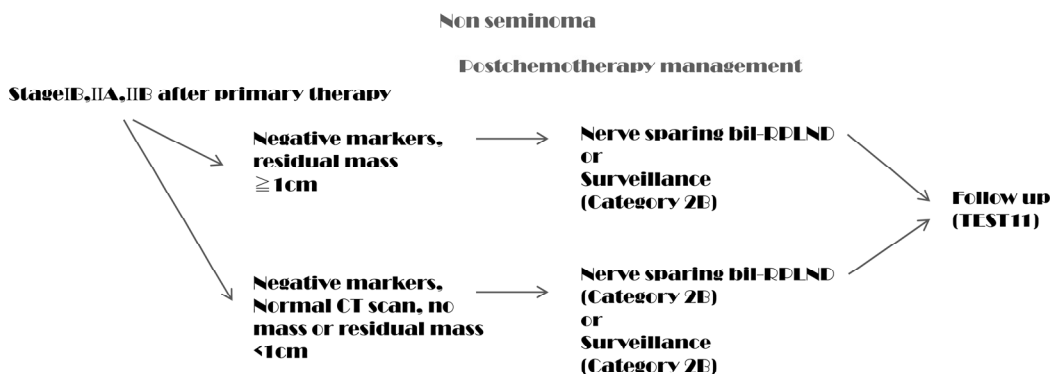 Non seminoma
Postchemotherapy management
StageⅠB,ⅡA,ⅡB after primary therapy
Negative markers,
residual mass
≧1cm
Nerve sparing bil-RPLND
or
Surveillance
(Category 2B)
Follow up
(TEST11)
Negative markers,
Normal CT scan, no
mass or residual mass
<1cm
Nerve sparing bil-RPLND
(Category 2B)
or
Surveillance
(Category 2B)